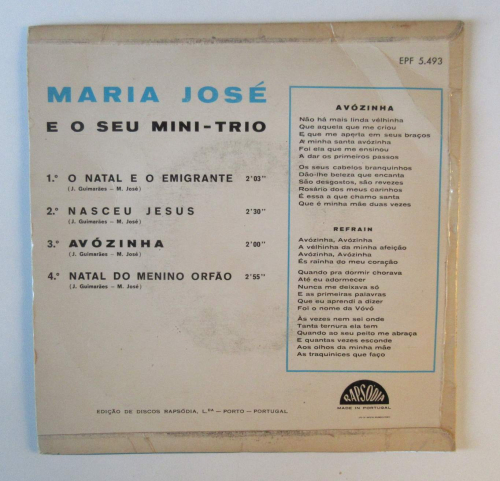 EPF 5.493
MARIA JOSÉ
E O SEU MINI-TRIO
1.º O NATAL E O EMIGRANTE 2'03''
(J. Guimarães - M. José)
2.º NASCEU JESUS 2'30''
(J. Guimarães - M. José)
3.º AVÓZINHA 2'00''
(J. Guimarães - M. José)
4.º NATAL DO MENINO ORFÃO 2'55''
(J. Guimarães - M. José)
AVÓZINHA
Não há mais linda vèlhinha
Que aquela que me criou
E que me aperta em seus braços
A minha santa avózinha
Foi ela que me ensinou
A dar os primeiros passos
Os seus cabelos branquinhos
Dão-lhe beleza que encanta
São desgostos, são revezes
Rosário dos meus carinhos
É essa a que chamo santa
Que é minha mãe duas vezes
REFRAIN
Avózinha, Avózinha
A vèlhinha da minha afeição
Avózinha, Avózinha
És rainha do meu coração
Quando pra dormir chorava
Até eu adormecer
Nunca me deixava só
E as primeiras palavras
Que eu aprendi a dizer
Foi o nome da Vóvó
Às vezes nem sei onde
Tanta ternura ela tem
Quando ao seu peito me abraça
E quantas vezes esconde
Aos olhos da minha mãe
As traquinices que faço
RAPSÓDIA
MADE IN PORTUGAL
EDIÇÃO DE DISCOS RAPSÓDIA, L.DA - PORTO - PORTUGAL